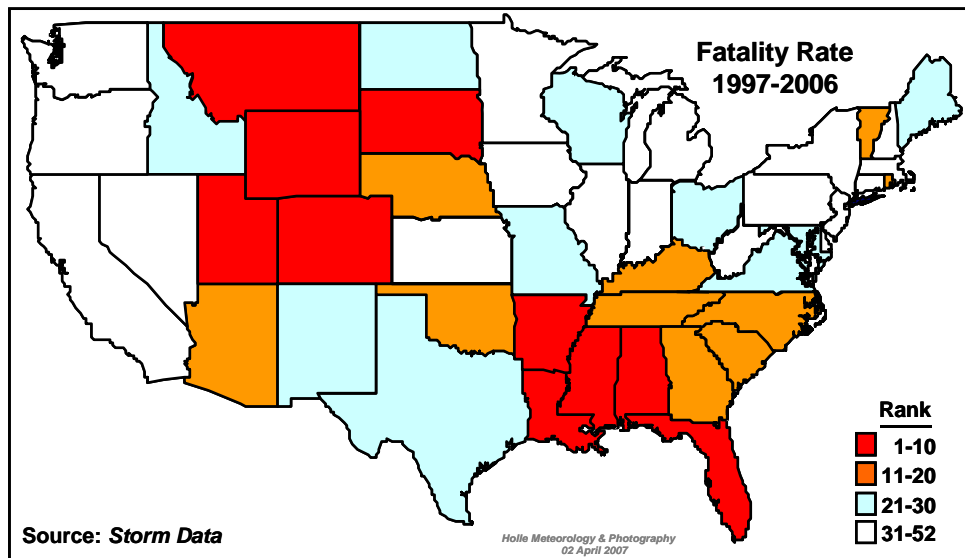 Fatality Rate
1997-2006
Rank
1-10
11-20
21-30
31-52
Source: Storm Data
Holle Meteorology & Photography
02 April 2007